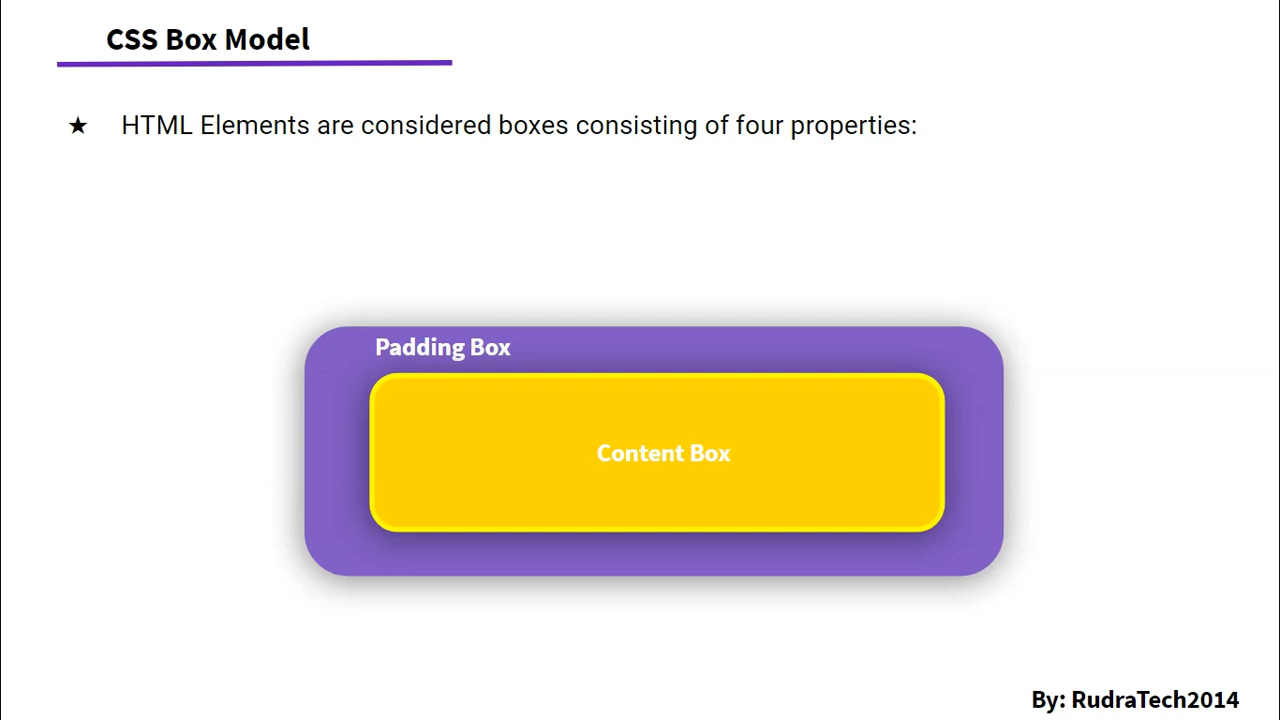 CSS Box Model
★ HTML Elements are considered boxes consisting of four properties:
Padding Box
Content Box
By: RudraTech2014